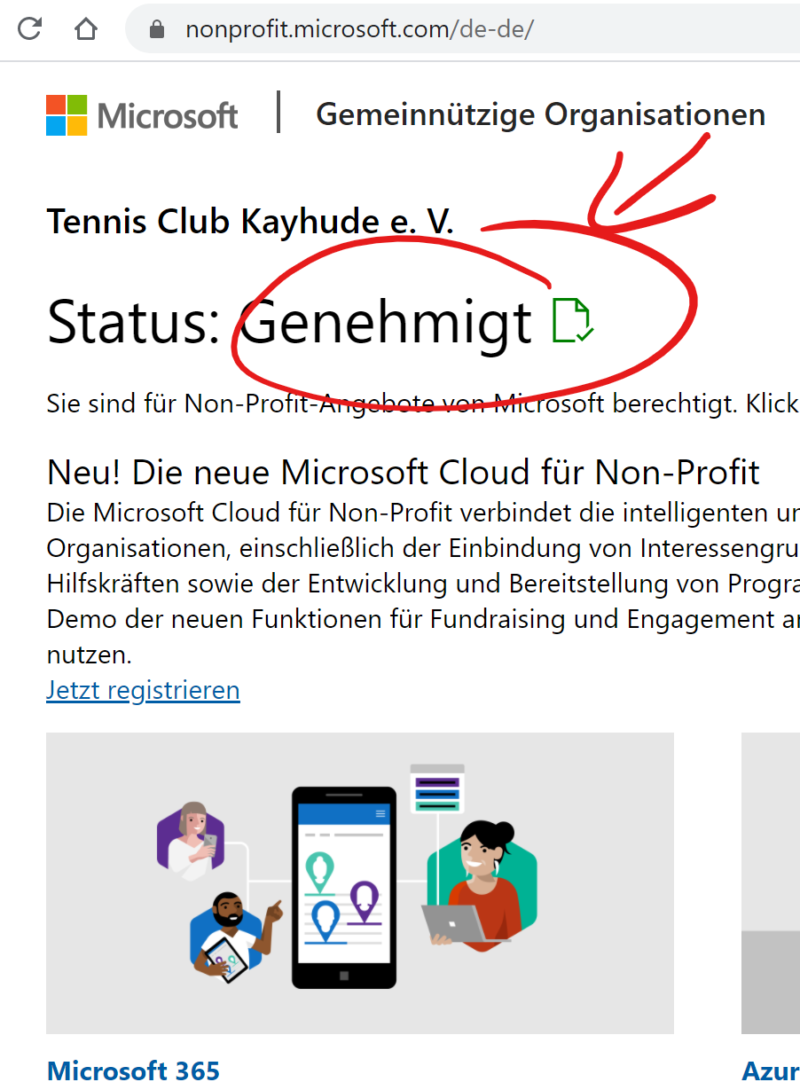 nonprofit.microsoft.com/de-de/
Microsoft | Gemeinnützige Organisationen
Tennis Club Kayhude e. V.
Status: Genehmigt
Sie sind für Non-Profit-Angebote von Microsoft berechtigt. Klick
Neu! Die neue Microsoft Cloud für Non-Profit
Die Microsoft Cloud für Non-Profit verbindet die intelligenten un
Organisationen, einschließlich der Einbindung von Interessengru
Hilfskräften sowie der Entwicklung und Bereitstellung von Progra
Demo der neuen Funktionen für Fundraising und Engagement an
nutzen.
Jetzt registrieren
Microsoft 365
Azur